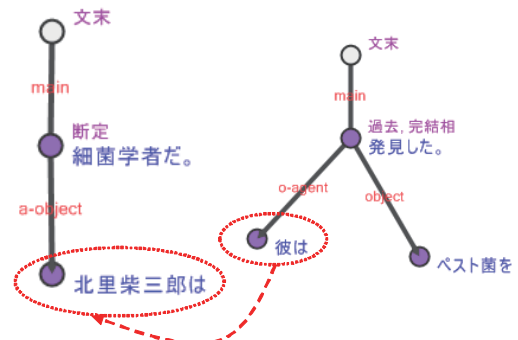 文末
main
断定
細菌学者だ。
a-object
北里柴三郎は
文末
main
過去,完結相
発見した。
o-agent
object
彼は
ペスト菌を